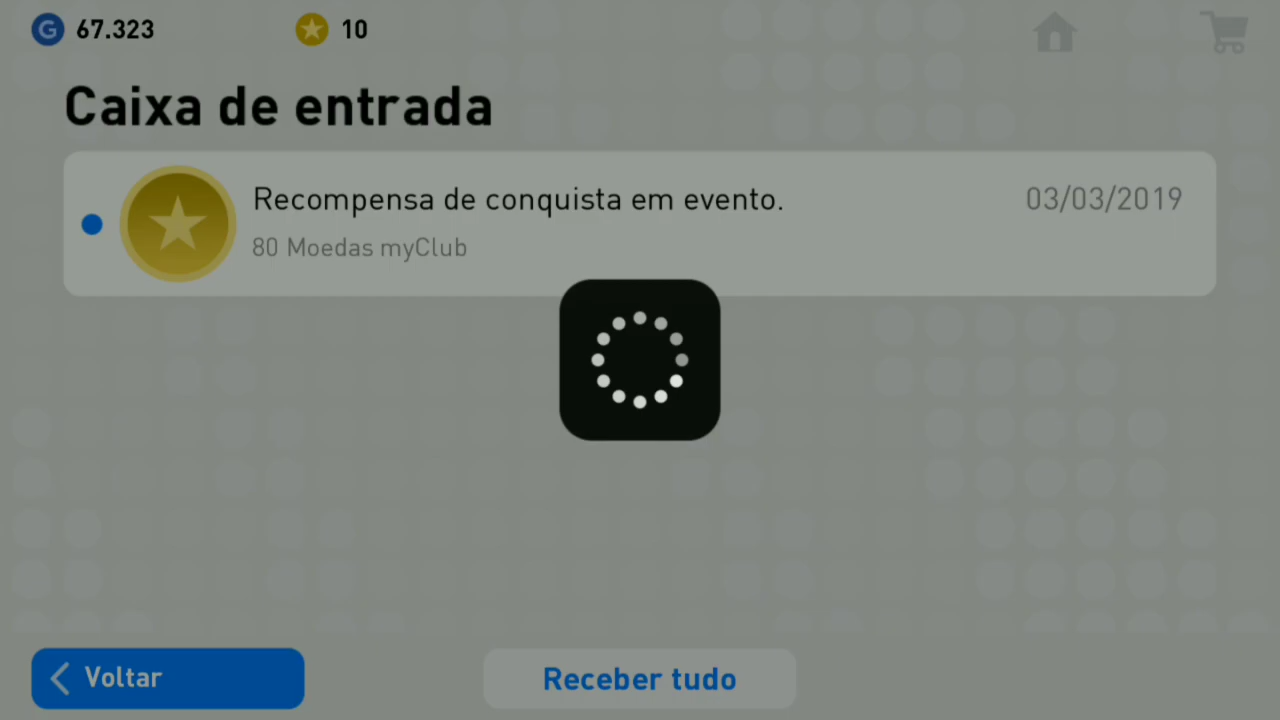 G 67.323
10
Caixa de entrada
Recompensa de conquista em evento.
03/03/2019
80 Moedas myClub
Voltar
Receber tudo